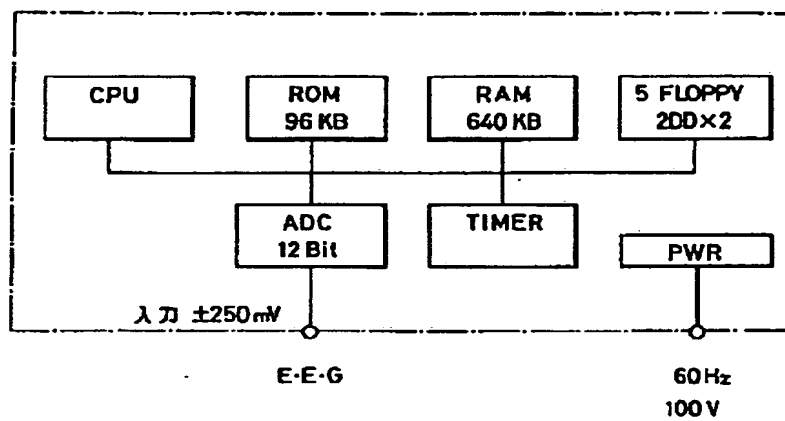 CPU
ROM
96 KB
RAM
640 KB
5 FLOPPY
2DD×2
ADC
12 Bit
TIMER
PWR
入力 ±250mV
E・E・G
60Hz
100V